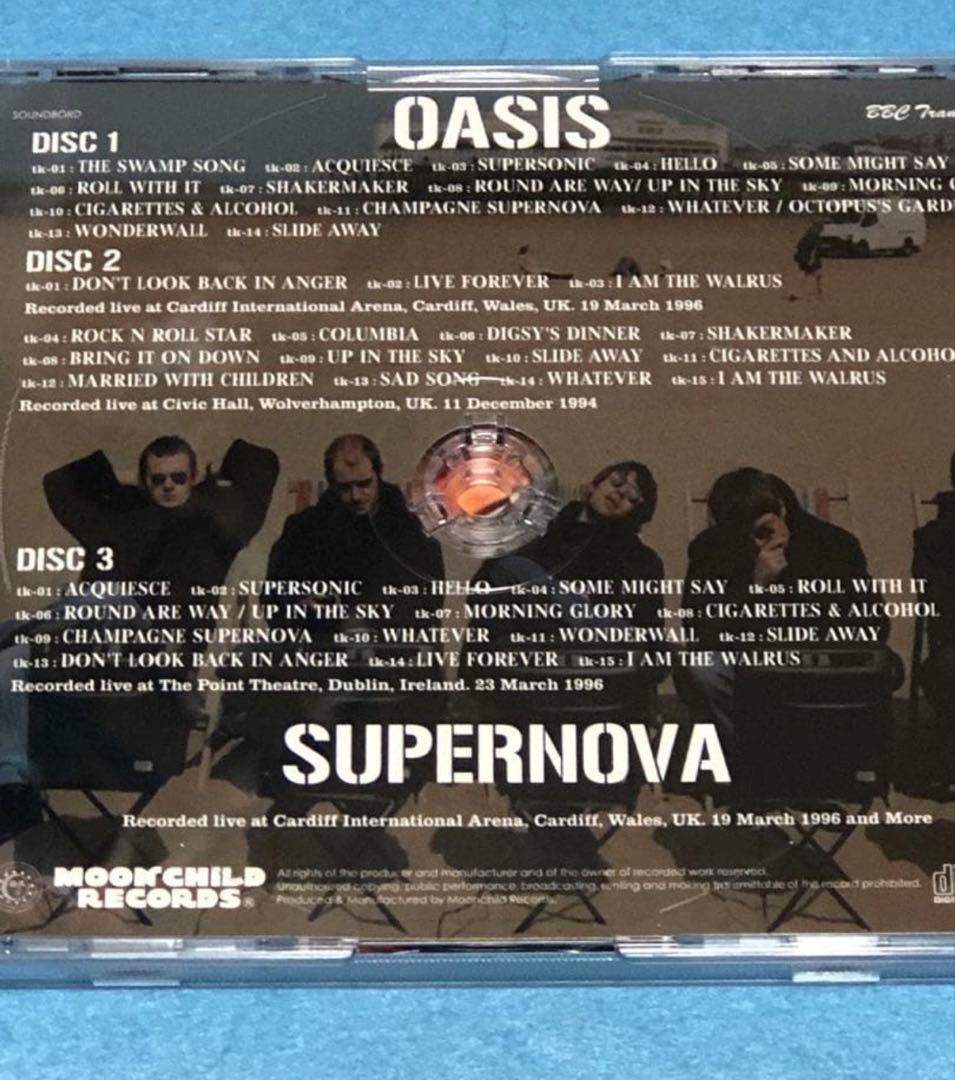 SOUNDBORD
OASIS
BBC
DISC 1
tk-01 : THE SWAMP SONG tk-02 : ACQUIESCE tk-03 : SUPERSONIC tk-04 : HELLO tk-05 : SOME MIGHT SAY
tk-06 : ROLL WITH IT tk-07 : SHAKERMAKER tk-08 : ROUND ARE WAY/ UP IN THE SKY tk-09 : MORNING
tk-10 : CIGARETTES & ALCOHOL tk-11 : CHAMPAGNE SUPERNOVA tk-12 : WHATEVER / OCTOPUS'S
tk-13 : WONDERWALL tk-14 : SLIDE AWAY
DISC 2
tk-01 : DON'T LOOK BACK IN ANGER tk-02 : LIVE FOREVER tk-03 : I AM THE WALRUS
Recorded live at Cardiff International Arena, Cardiff, Wales, UK. 19 March 1996
tk-04 : ROCK N ROLL STAR tk-05 : COLUMBIA tk-06 : DIGSY'S DINNER tk-07 : SHAKERMAKER
tk-08 : BRING IT ON DOWN tk-09 : UP IN THE SKY tk-10 : SLIDE AWAY tk-11 : CIGARETTES AND
tk-12 : MARRIED WITH CHILDREN tk-13 : SAD SONG tk-14 : WHATEVER tk-15 : I AM THE WALRUS
Recorded live at Civic Hall, Wolverhampton, UK. 11 December 1994
DISC 3
tk-01 : ACQUIESCE tk-02 : SUPERSONIC tk-03 : HELLO tk-04 : SOME MIGHT SAY tk-05 : ROLL WITH IT
tk-06 : ROUND ARE WAY / UP IN THE SKY tk-07 : MORNING GLORY tk-08 : CIGARETTES & ALCOHOL
tk-09 : CHAMPAGNE SUPERNOVA tk-10 : WHATEVER tk-11 : WONDERWALL tk-12 : SLIDE AWAY
tk-13 : DON'T LOOK BACK IN ANGER tk-14 : LIVE FOREVER tk-15 : I AM THE WALRUS
Recorded live at The Point Theatre, Dublin, Ireland. 23 March 1996
SUPERNOVA
Recorded live at Cardiff International Arena, Cardiff, Wales, UK. 19 March 1996 and More
MOONCHILD
RECORDS®
All rights of the producer and manufacturer and of the owner of recorded work reserved.
Unauthorized copying, public performance, broadcasting, renting and making transmittable of the record prohibited.
Produced & Manufactured by Moonchild Records.